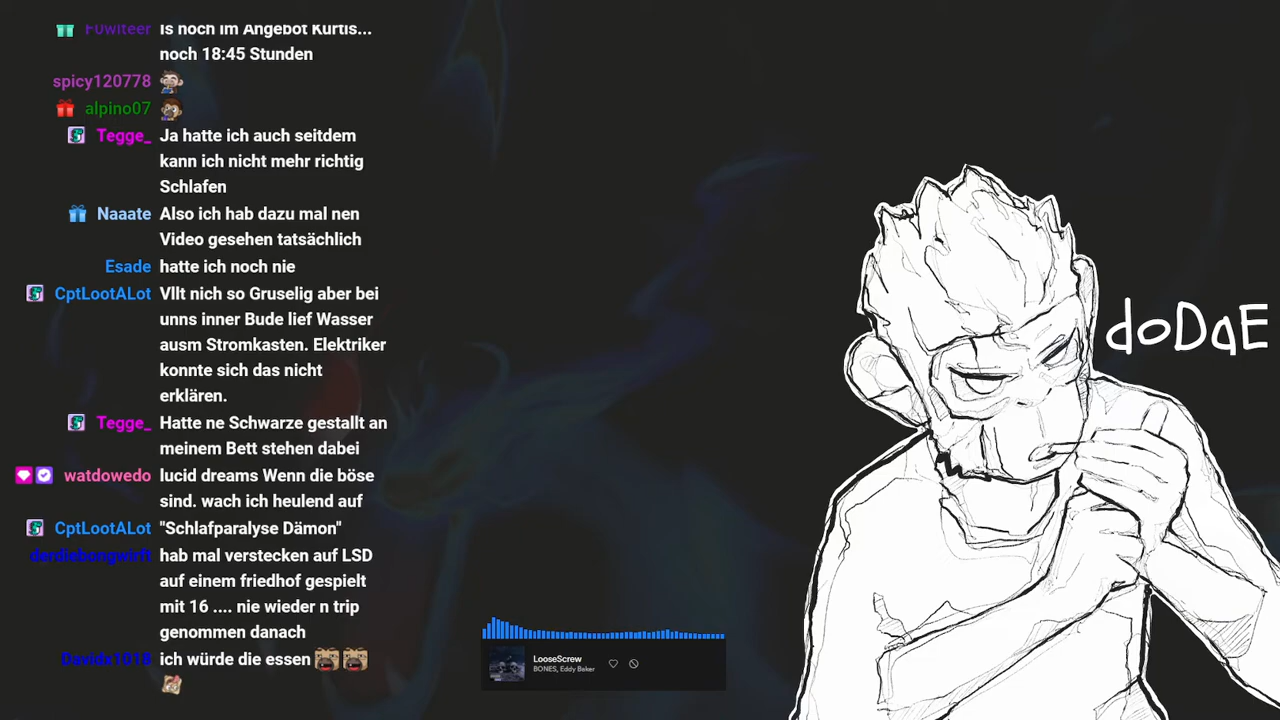 Fuwiteer Is noch im Angebot Kurtis...
noch 18:45 Stunden
spicy120778
alpino07
Tegge_ Ja hatte ich auch seitdem
kann ich nicht mehr richtig
Schlafen
Naaate Also ich hab dazu mal nen
Video gesehen tatsächlich
Esade hatte ich noch nie
CptLootALot Vllt nich so Gruselig aber bei
unns inner Bude lief Wasser
ausm Stromkasten. Elektriker
konnte sich das nicht
erklären.
Tegge_ Hatte ne Schwarze gestallt an
meinem Bett stehen dabei
watdowedo lucid dreams Wenn die böse
sind. wach ich heulend auf
CptLootALot "Schlafparalyse Dämon"
derdiebongwirft hab mal verstecken auf LSD
auf einem friedhof gespielt
mit 16 .... nie wieder n trip
genommen danach
Davidx1018 ich würde die essen
doDaE
LooseScrew
BONES, Eddy Baker